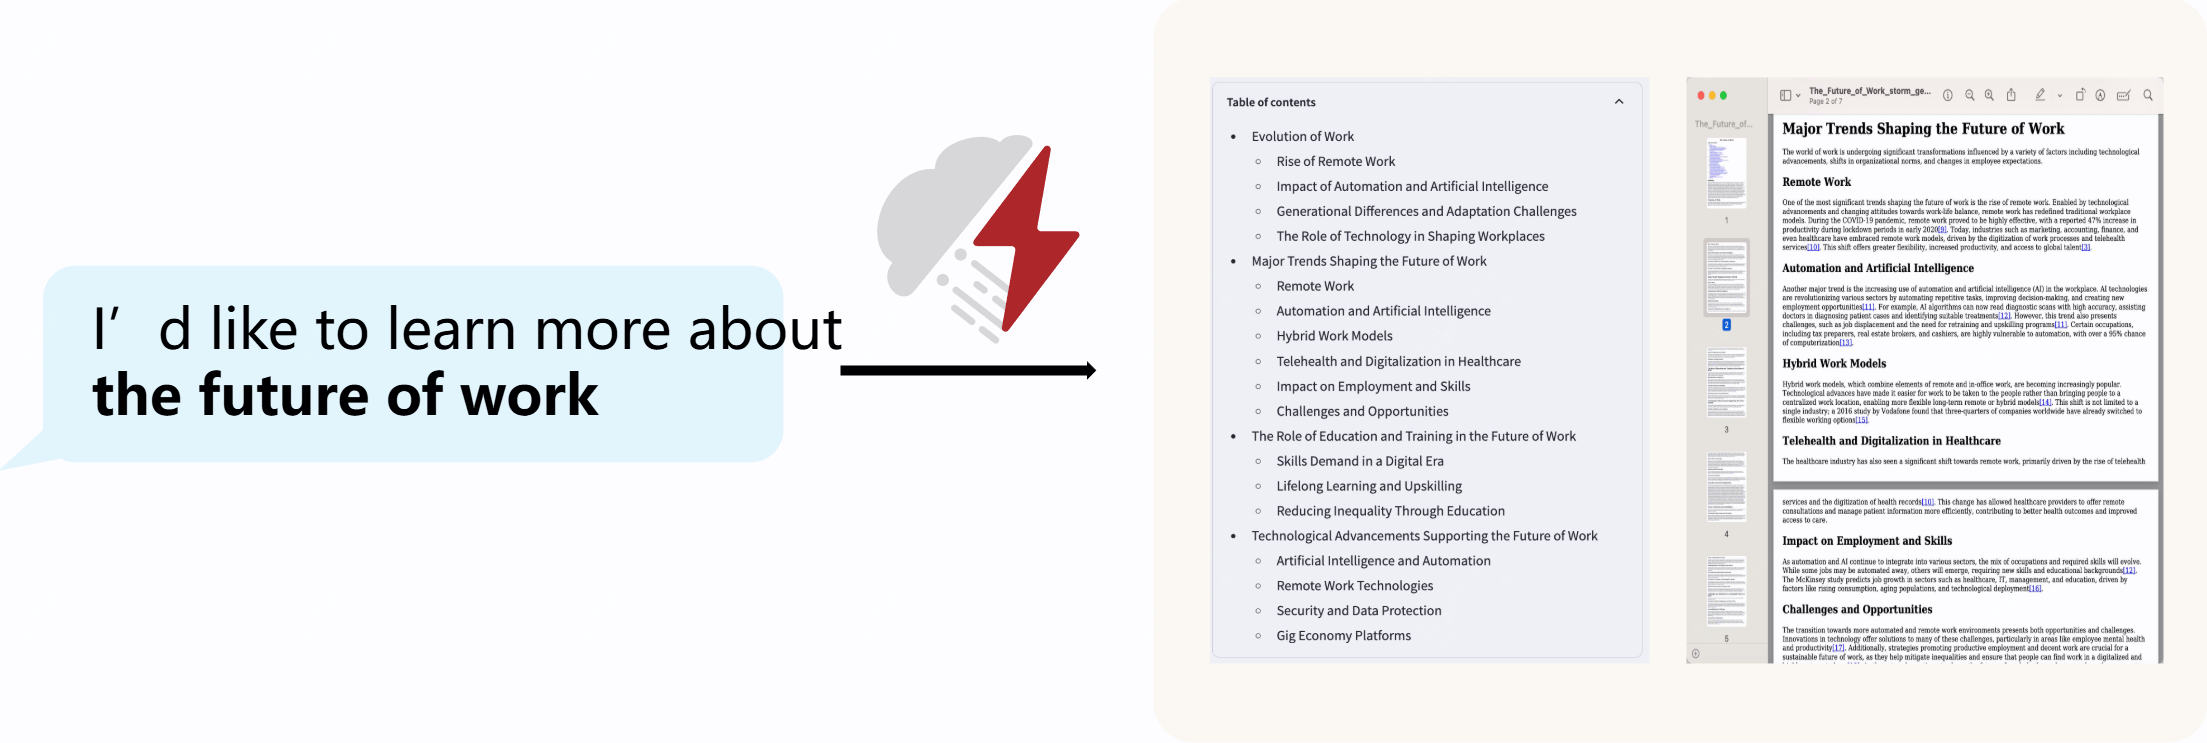 I’d like to learn more about
the future of work
Table of contents
Evolution of Work
Rise of Remote Work
Impact of Automation and Artificial Intelligence
Generational Differences and Adaptation Challenges
The Role of Technology in Shaping Workplaces
Major Trends Shaping the Future of Work
Remote Work
Automation and Artificial Intelligence
Hybrid Work Models
Telehealth and Digitalization in Healthcare
Impact on Employment and Skills
Challenges and Opportunities
The Role of Education and Training in the Future of Work
Skills Demand in a Digital Era
Lifelong Learning and Upskilling
Reducing Inequality Through Education
Technological Advancements Supporting the Future of Work
Artificial Intelligence and Automation
Remote Work Technologies
Security and Data Protection
Gig Economy Platforms
The_Future_of_Work_storm_ge...
Page 2 of 7
The_Future_of...
1
2
3
4
5
Major Trends Shaping the Future of Work
The world of work is undergoing significant transformations influenced by a variety of factors including technological
advancements, shifts in organizational norms, and changes in employee expectations.
Remote Work
One of the most significant trends shaping the future of work is the rise of remote work. Enabled by technological
advancements and changing attitudes towards work-life balance, remote work has redefined traditional workplace
models. During the COVID-19 pandemic, remote work proved to be highly effective, with a reported 47% increase in
productivity during lockdown periods in early 2020[9]. Today, industries such as marketing, accounting, finance, and
even healthcare have embraced remote work models, driven by the digitization of work processes and telehealth
services[10]. This shift offers greater flexibility, increased productivity, and access to global talent[3].
Automation and Artificial Intelligence
Another major trend is the increasing use of automation and artificial intelligence (AI) in the workplace. AI technologies
are revolutionizing various sectors by automating repetitive tasks, improving decision-making, and creating new
employment opportunities[11]. For example, AI algorithms can now read diagnostic scans with high accuracy, assisting
doctors in diagnosing patient cases and identifying suitable treatments[12]. However, this trend also presents
challenges, such as job displacement and the need for retraining and upskilling programs[11]. Certain occupations,
including tax preparers, real estate brokers, and cashiers, are highly vulnerable to automation, with over a 95% chance
of computerization[13].
Hybrid Work Models
Hybrid work models, which combine elements of remote and in-office work, are becoming increasingly popular.
Technological advances have made it easier for work to be taken to the people rather than bringing people to a
centralized work location, enabling more flexible long-term remote or hybrid models[14]. This shift is not limited to a
single industry; a 2016 study by Vodafone found that three-quarters of companies worldwide have already switched to
flexible working options[15].
Telehealth and Digitalization in Healthcare
The healthcare industry has also seen a significant shift towards remote work, primarily driven by the rise of telehealth
services and the digitization of health records[10]. This change has allowed healthcare providers to offer remote
consultations and manage patient information more efficiently, contributing to better health outcomes and improved
access to care.
Impact on Employment and Skills
As automation and AI continue to integrate into various sectors, the mix of occupations and required skills will evolve.
While some jobs may be automated away, others will emerge, requiring new skills and educational backgrounds[12].
The McKinsey study predicts job growth in sectors such as healthcare, IT, management, and education, driven by
factors like rising consumption, aging populations, and technological deployment[16].
Challenges and Opportunities
The transition towards more automated and remote work environments presents both opportunities and challenges.
Innovations in technology offer solutions to many of these challenges, particularly in areas like employee mental health
and productivity[17]. Additionally, strategies promoting productive employment and decent work are crucial for a
sustainable future of work, as they help mitigate inequalities and ensure that people can find work in a digitalized and